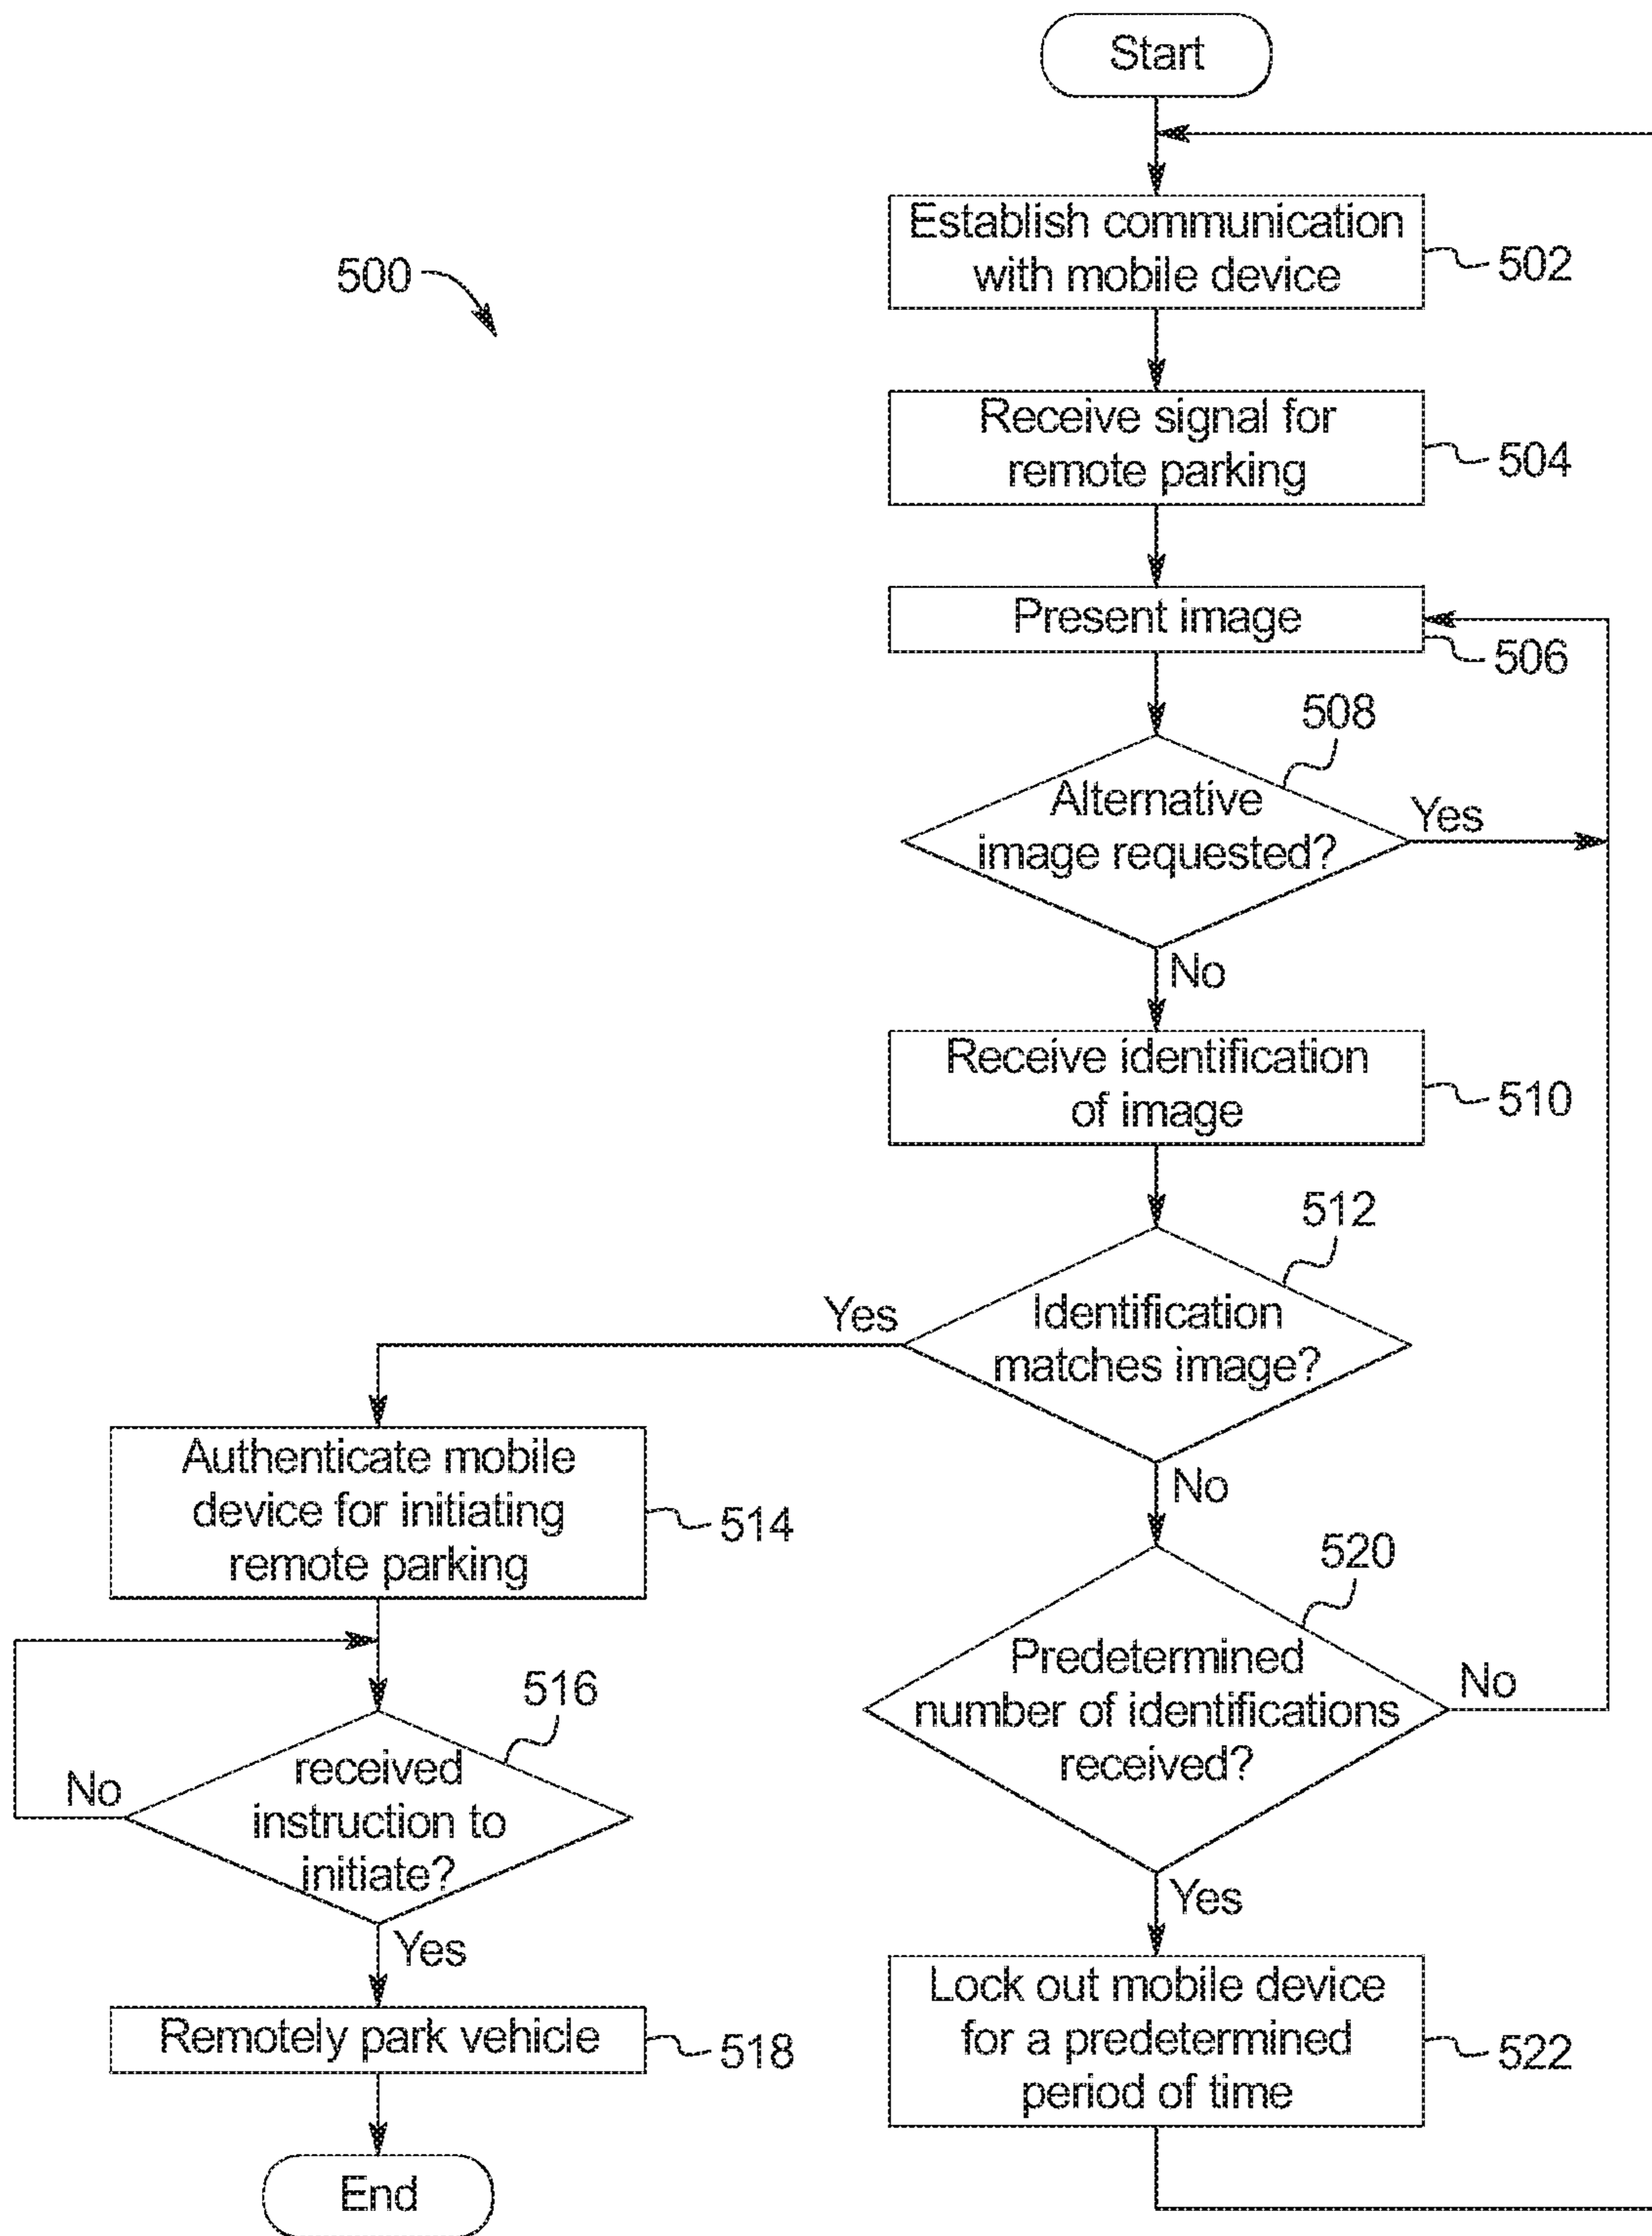 Start
Establish communication
with mobile device
502
500
Receive signal for
remote parking
504
Present image
506
508
Alternative
image requested?
Yes
No
Receive identification
of image
510
512
Identification
matches image?
Yes
No
Authenticate mobile
device for initiating
remote parking
514
516
received
instruction to
initiate?
No
Yes
Remotely park vehicle
518
End
520
Predetermined
number of identifications
received?
No
Yes
Lock out mobile device
for a predetermined
period of time
522